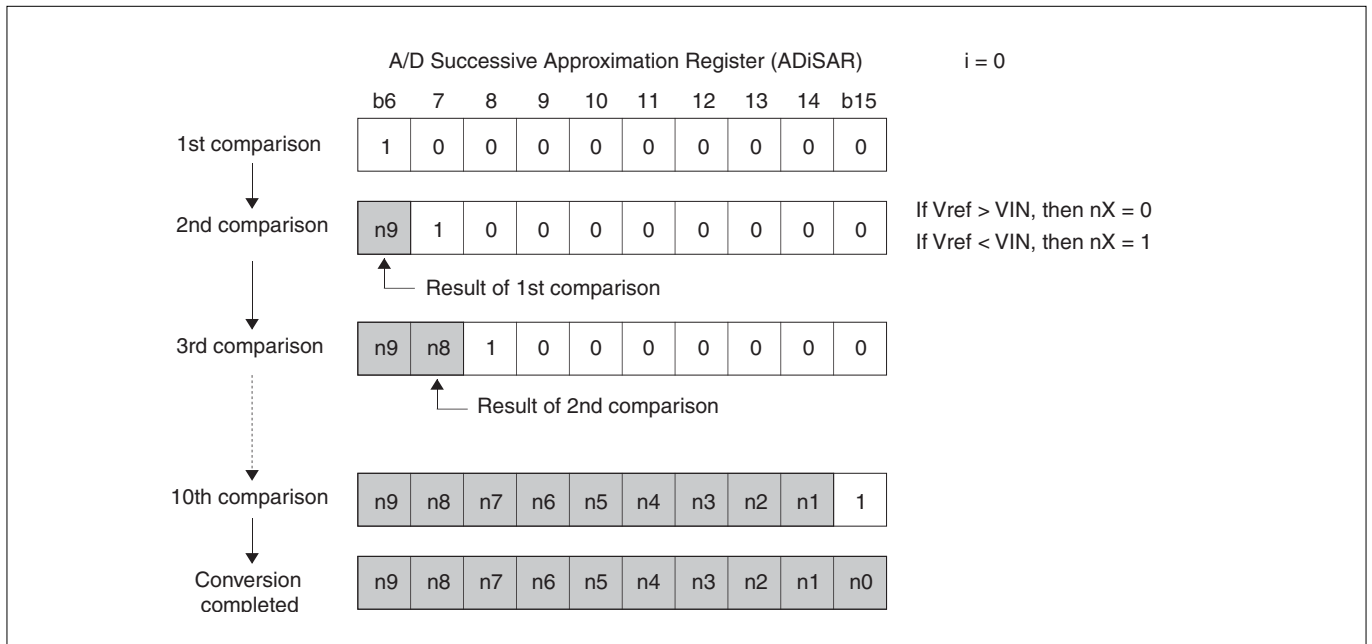 A/D Successive Approximation Register (ADiSAR) i = 0
b6 7 8 9 10 11 12 13 14 b15
1st comparison 1 0 0 0 0 0 0 0 0 0
2nd comparison n9 1 0 0 0 0 0 0 0 0
If Vref > VIN, then nX = 0
If Vref < VIN, then nX = 1
Result of 1st comparison
3rd comparison n9 n8 1 0 0 0 0 0 0 0
Result of 2nd comparison
10th comparison n9 n8 n7 n6 n5 n4 n3 n2 n1 1
Conversion
completed
n9 n8 n7 n6 n5 n4 n3 n2 n1 n0